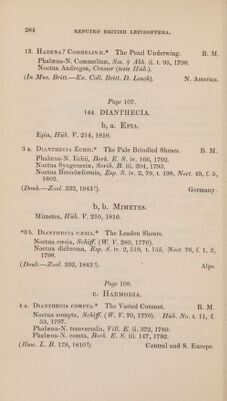 284 REPUTED BRITISH LEPIDOPTERA.
13. HADENA? COMMELINÆ.* The Pearl Underwing. B. M.
Phalæna-N. Commelinæ, Sm. & Abb. ii. t. 95, 1798.
Noctua Androgea, Cramer (teste Hüb.).
(In Mus. Britt.—Ex. Coll. Britt. D. Leech). N. America.
Page 107.
144. DIANTHECIA.
b, a. EPIA.
Epia, Hüb. V. 214, 1816.
3 a. DIANTHECIA ECHII.* The Pale Brindled Shears. B. M.
Phalæna-N. Echii, Bork. E. S. iv. 166, 1792.
Noctua Syngenesiæ, Scrib. B. iii. 204, 1793.
Noctua Bressiniformis, Esp. S. iv. 2, 79, t. 198, Noct. 49, f. 5,
1802.
(Doub.—Zool. 332, 1843!). Germany.
b, b. MIMETES.
Mimetes, Hüb. V. 210, 1816.
*3 b. DIANTHECIA CÆSIA.* The Leaden Shears.
Noctua cæsia, Schiff. (W. V. 280, 1776).
Noctua dichroma, Esp. S. iv. 2, 519, t. 155, Noct. 76, f. 1, 2,
1798.
(Doub.—Zool. 332, 1843!). Alps.
Page 108.
c. HARMODIA.
4 a. DIANTHECIA COMPTA.* The Varied Coronet. B. M.
Noctua compta, Schiff. (W. V. 70, 1776). Hüb. No. t. 11, f.
53, 1797.
Phalæna-N. transversalis, Vill. E. ii. 372, 1789.
Phalæna-N. comta, Bork. E. S. iii. 147, 1792.
(Haw. L. B. 179, 1810!). Central and S. Europe.